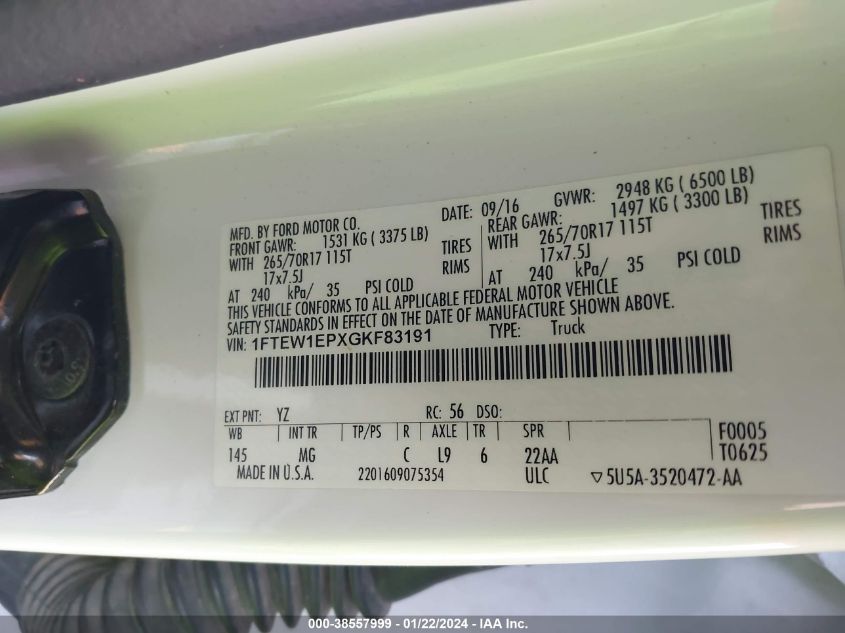 MFD. BY FORD MOTOR CO.
DATE: 09/16 GVWR: 2948 KG ( 6500 LB)
FRONT GAWR: 1531 KG ( 3375 LB)
REAR GAWR: 1497 KG ( 3300 LB)
WITH 265/70R17 115T TIRES
WITH 265/70R17 115T TIRES
17x7.5J RIMS
17x7.5J RIMS
AT 240 kPa/ 35 PSI COLD
AT 240 kPa/ 35 PSI COLD
THIS VEHICLE CONFORMS TO ALL APPLICABLE FEDERAL MOTOR VEHICLE
SAFETY STANDARDS IN EFFECT ON THE DATE OF MANUFACTURE SHOWN ABOVE.
VIN: 1FTEW1EPXGKF83191 TYPE: Truck
EXT PNT: YZ RC: 56 DSO:
WB INT TR TP/PS R AXLE TR SPR F0005
145 MG C L9 6 22AA T0625
MADE IN U.S.A. 2201609075354 ULC ▽5U5A-3520472-AA
000-38557999 - 01/22/2024 - IAA Inc.